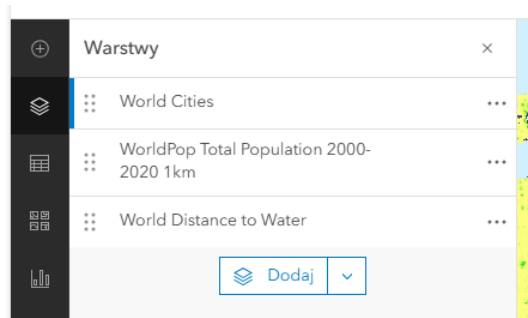 Warstwy
World Cities
WorldPop Total Population 2000-
2020 1km
World Distance to Water
Dodaj